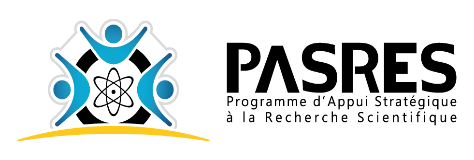 PASRES
Programme d'Appui Stratégique
à la Recherche Scientifique